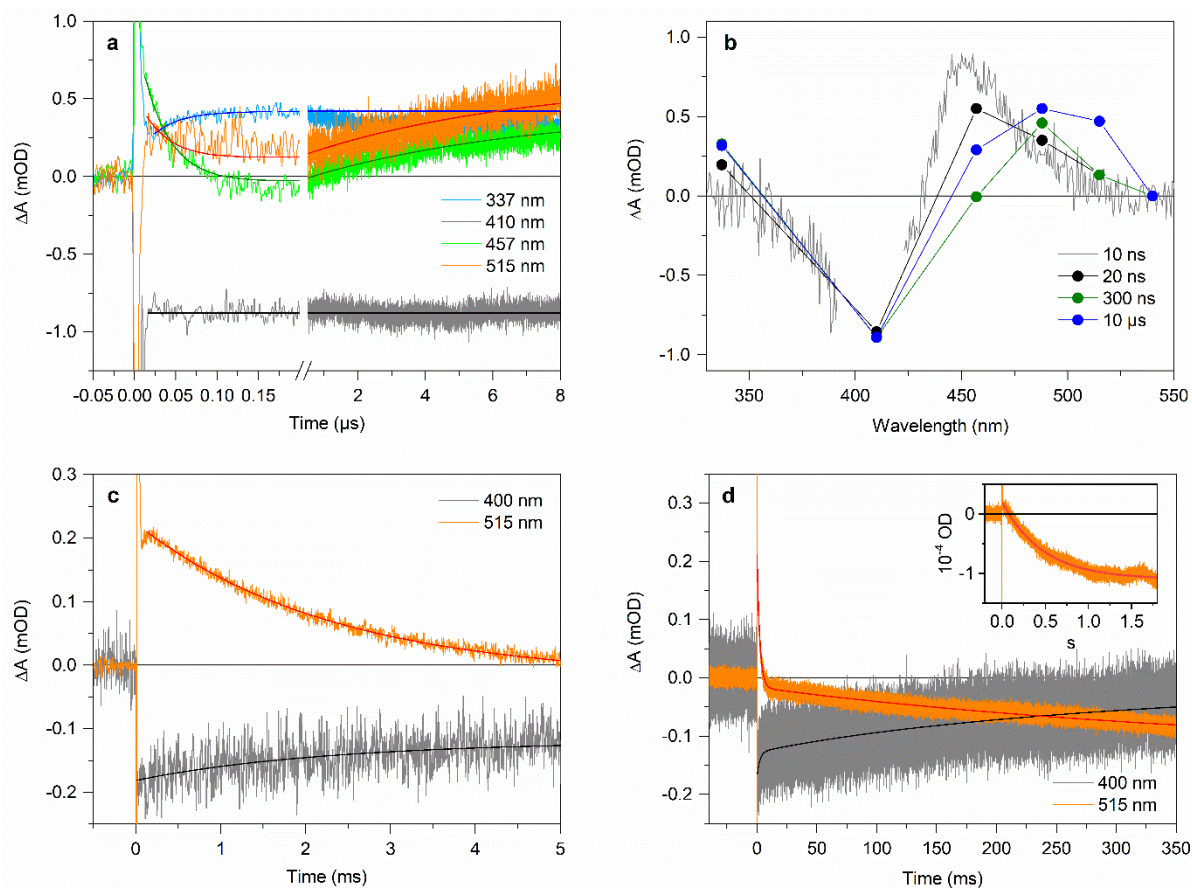 a
1.0
0.5
0.0
-0.5
-1.0
ΔA (mOD)
337 nm
410 nm
457 nm
515 nm
-0.05 0.00 0.05 0.10 0.15 2 4 6 8
Time (µs)
b
1.0
0.5
0.0
-0.5
-1.0
ΔA (mOD)
10 ns
20 ns
300 ns
10 µs
350 400 450 500 550
Wavelength (nm)
c
0.3
0.2
0.1
0.0
-0.1
-0.2
ΔA (mOD)
400 nm
515 nm
0 1 2 3 4 5
Time (ms)
d
0.3
0.2
0.1
0.0
-0.1
-0.2
ΔA (mOD)
0
-1
10⁻⁴ OD
0.0 0.5 1.0 1.5
s
400 nm
515 nm
0 50 100 150 200 250 300 350
Time (ms)